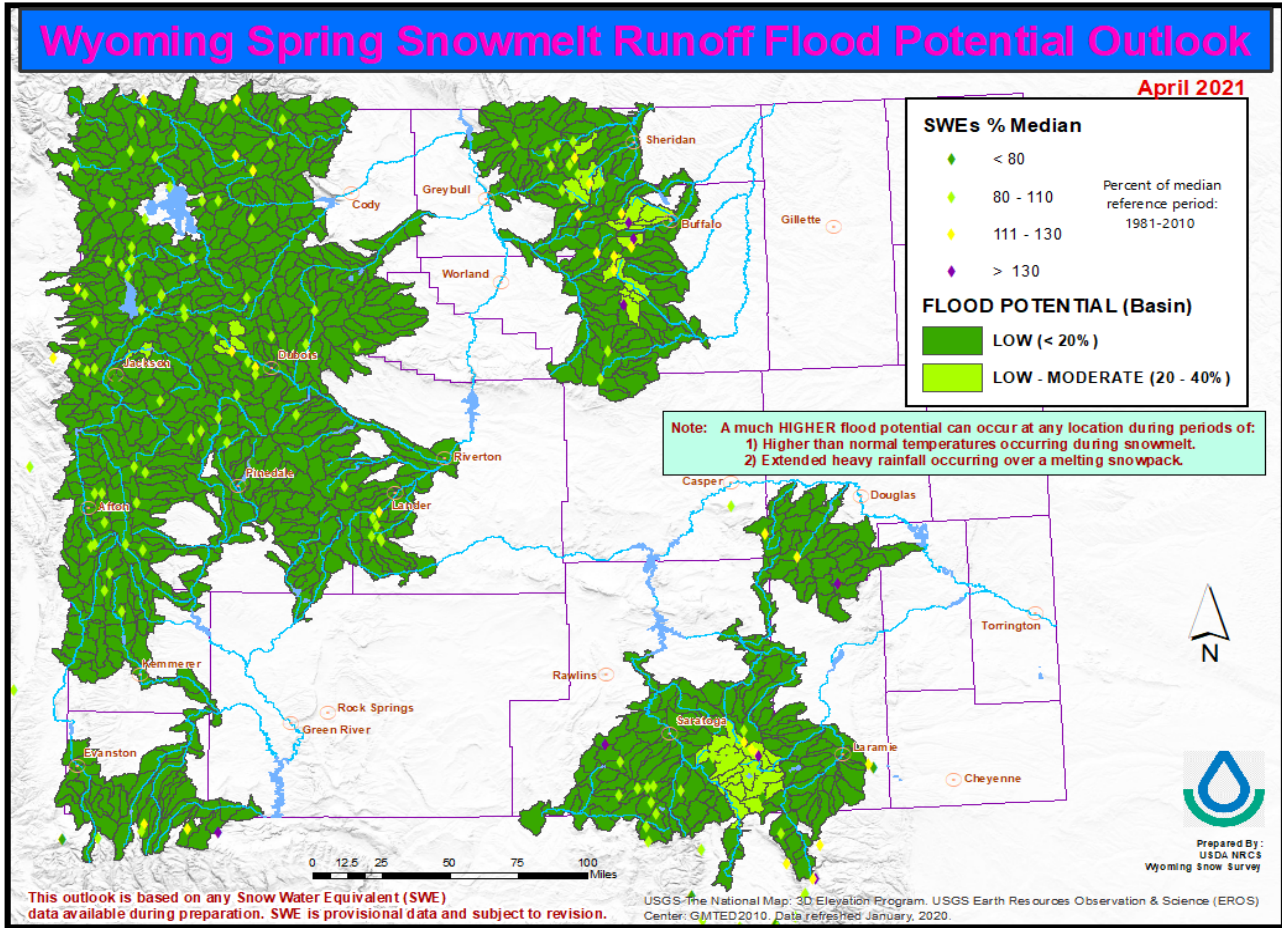 Wyoming Spring Snowmelt Runoff Flood Potential Outlook
April 2021
SWEs % Median
< 80
80 - 110
111 - 130
> 130
Percent of median
reference period:
1981-2010
FLOOD POTENTIAL (Basin)
LOW (< 20%)
LOW - MODERATE (20 - 40%)
Note: A much HIGHER flood potential can occur at any location during periods of:
1) Higher than normal temperatures occurring during snowmelt.
2) Extended heavy rainfall occurring over a melting snowpack.
Sheridan
Greybull
Cody
Buffalo
Gillette
Worland
Jackson
Dubois
Riverton
Pinedale
Casper
Lander
Douglas
Afton
Torrington
Kemmerer
Rawlins
Rock Springs
Green River
Saratoga
Evanston
Laramie
Cheyenne
N
0 12.5 25 50 75 100
Miles
Prepared By:
USDA NRCS
Wyoming Snow Survey
This outlook is based on any Snow Water Equivalent (SWE)
data available during preparation. SWE is provisional data and subject to revision.
USGS The National Map: 3D Elevation Program. USGS Earth Resources Observation & Science (EROS)
Center: GMTED2010. Data refreshed January, 2020.